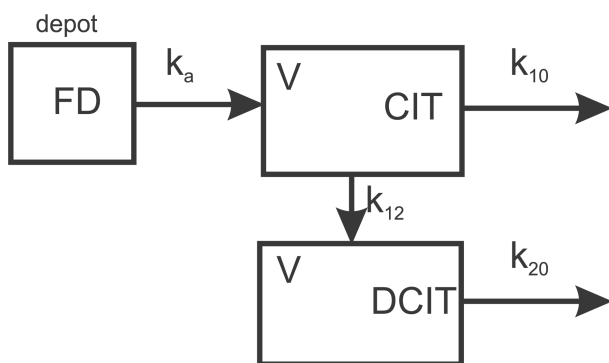 depot
FD
kₐ
V
CIT
k₁₀
k₁₂
V
DCIT
k₂₀